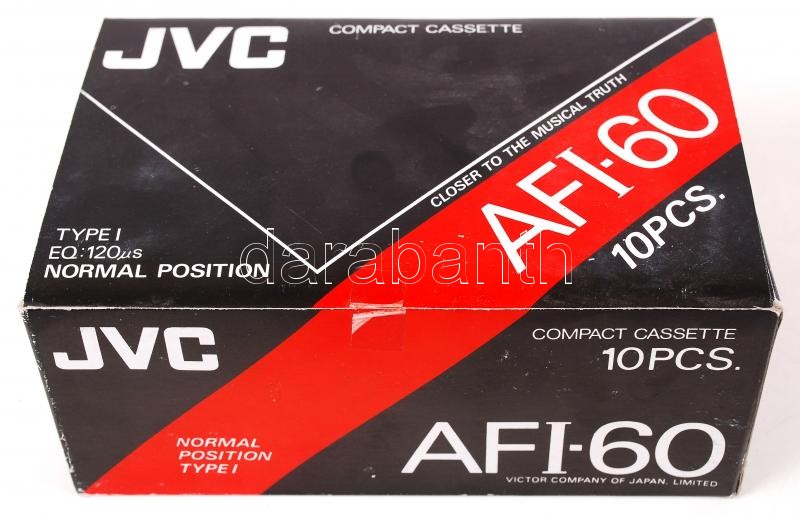 JVC
COMPACT CASSETTE
CLOSER TO THE MUSICAL TRUTH
AFI-60
10PCS.
TYPE I
EQ:120µs
NORMAL POSITION
darabanth
JVC
COMPACT CASSETTE
10PCS.
NORMAL
POSITION
TYPE I
AFI-60
VICTOR COMPANY OF JAPAN, LIMITED